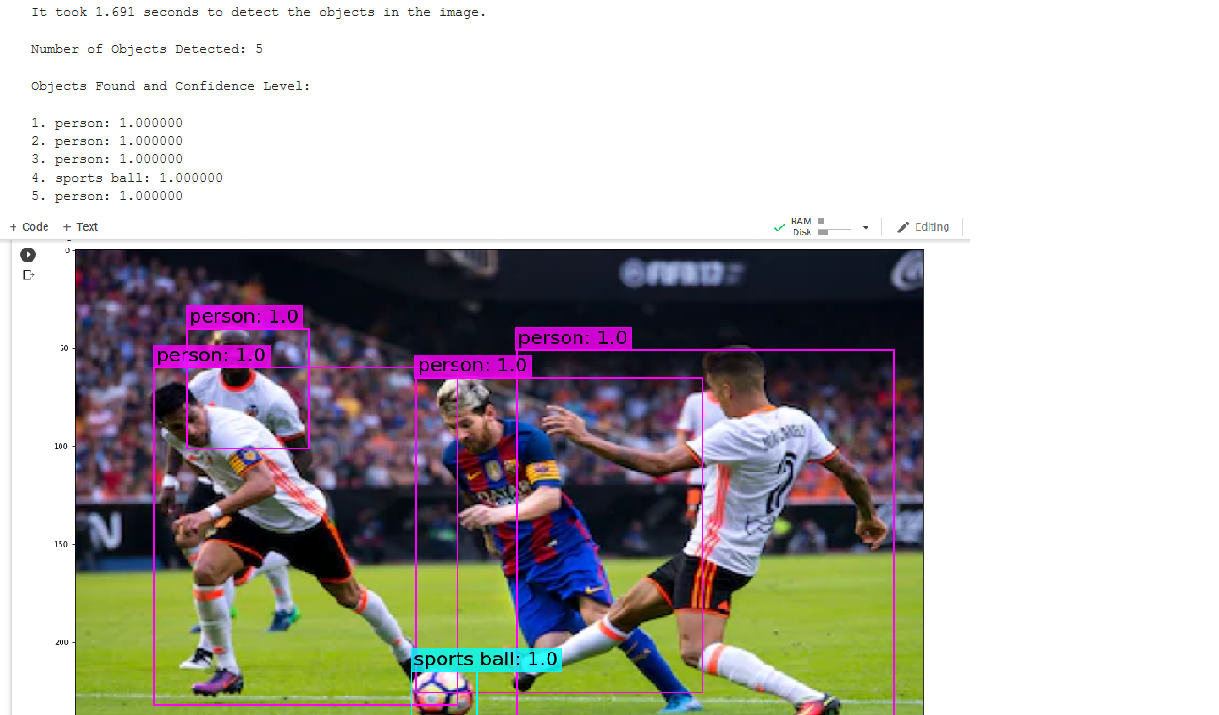 It took 1.691 seconds to detect the objects in the image.
Number of Objects Detected: 5
Objects Found and Confidence Level:
1. person: 1.000000
2. person: 1.000000
3. person: 1.000000
4. sports ball: 1.000000
5. person: 1.000000
+ Code + Text
RAM
Disk
Editing
0
50
100
150
200
person: 1.0
person: 1.0
person: 1.0
person: 1.0
sports ball: 1.0
N